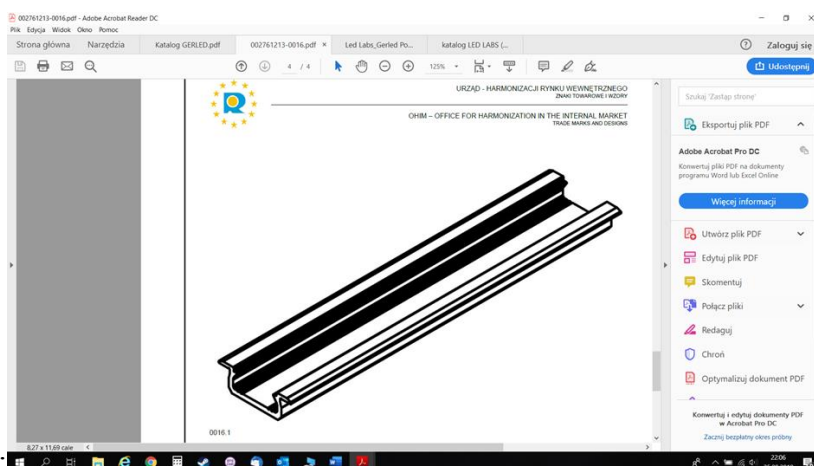 002761213-0016.pdf - Adobe Acrobat Reader DC
Plik Edycja Widok Okno Pomoc
Strona główna Narzędzia Katalog GERLED.pdf 002761213-0016.pdf × Led Labs_Gerled Po... katalog LED LABS (... Zaloguj się
4 / 4 125% Udostępnij
URZĄD - HARMONIZACJI RYNKU WEWNĘTRZNEGO
ZNAKI TOWAROWE I WZORY
OHIM – OFFICE FOR HARMONIZATION IN THE INTERNAL MARKET
TRADE MARKS AND DESIGNS
0016.1
8,27 x 11,69 cale
Szukaj 'Zastąp stronę'
Eksportuj plik PDF
Adobe Acrobat Pro DC
Konwertuj pliki PDF na dokumenty
programu Word lub Excel Online
Więcej informacji
Utwórz plik PDF
Edytuj plik PDF
Skomentuj
Połącz pliki
Redaguj
Chroń
Optymalizuj dokument PDF
Konwertuj i edytuj dokumenty PDF
w Acrobat Pro DC
Zacznij bezpłatny okres próbny
22:06